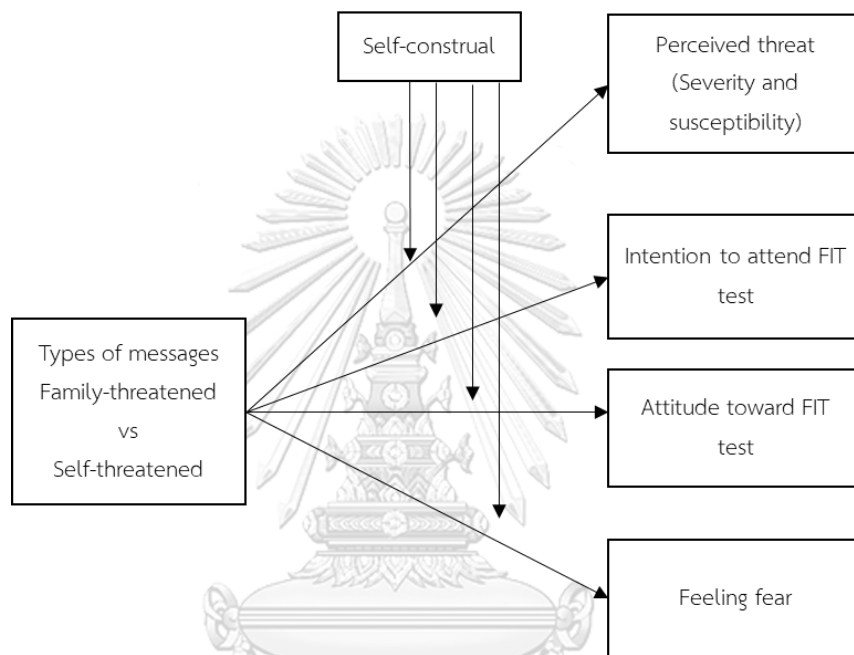 Self-construal
Perceived threat
(Severity and
susceptibility)
Intention to attend FIT
test
Types of messages
Family-threatened
vs
Self-threatened
Attitude toward FIT
test
Feeling fear